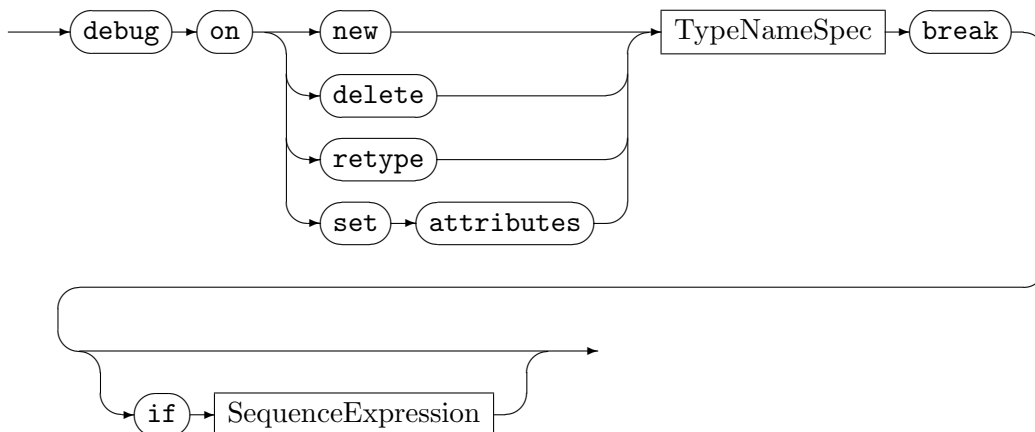 debug on new TypeNameSpec break
delete
retype
set attributes
if SequenceExpression